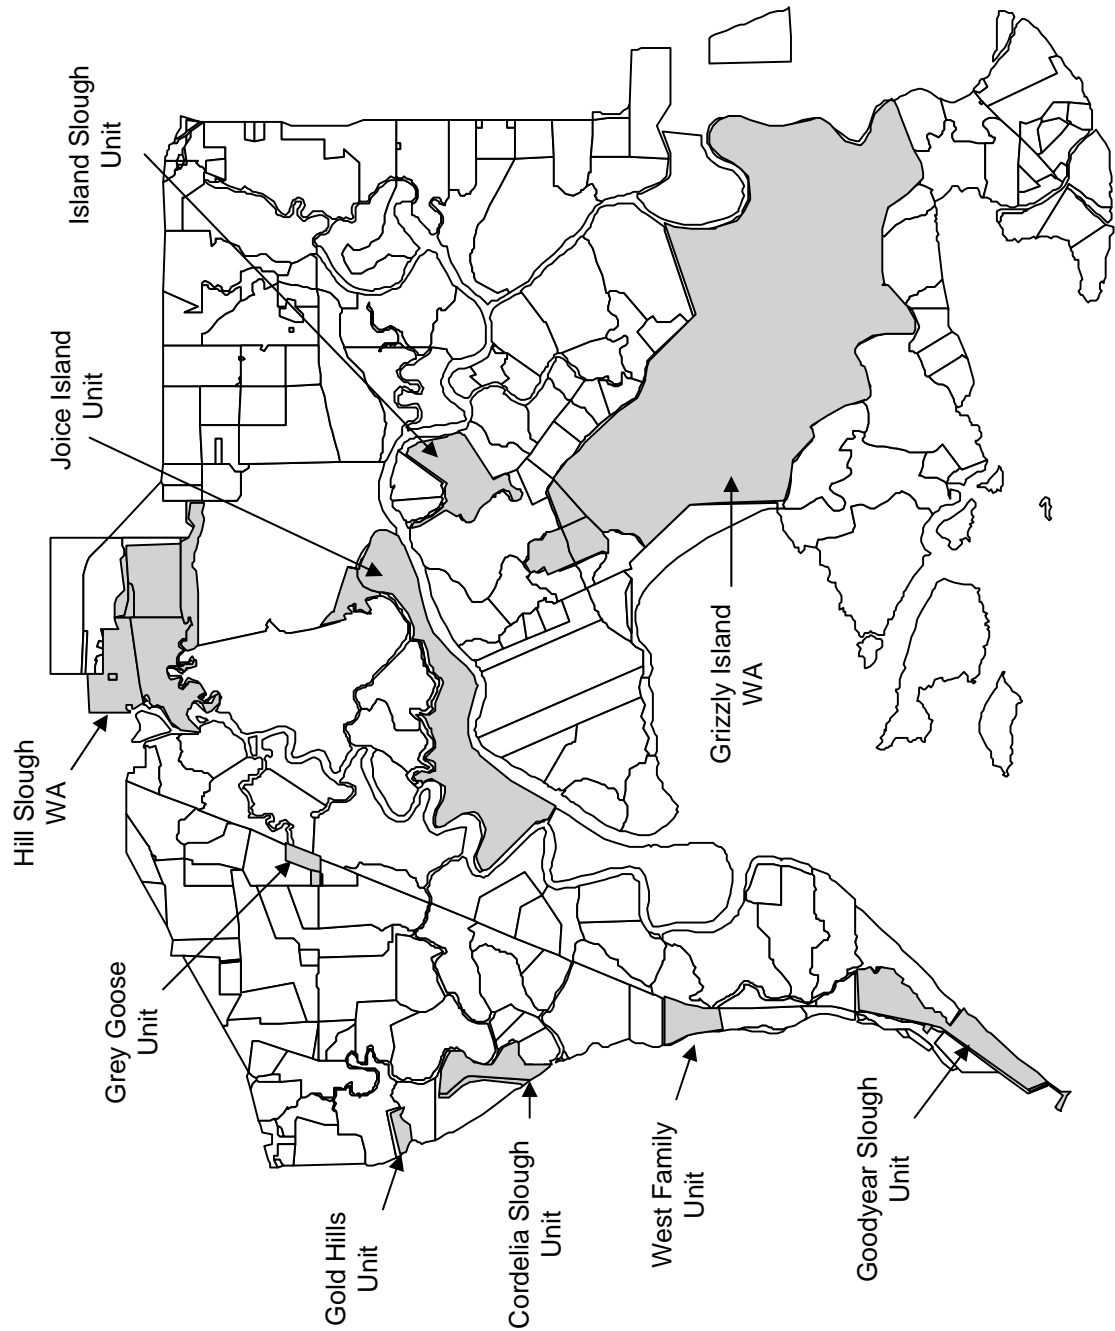 Hill Slough
WA
Joice Island
Unit
Island Slough
Unit
Grey Goose
Unit
Gold Hills
Unit
Cordelia Slough
Unit
West Family
Unit
Goodyear Slough
Unit
Grizzly Island
WA